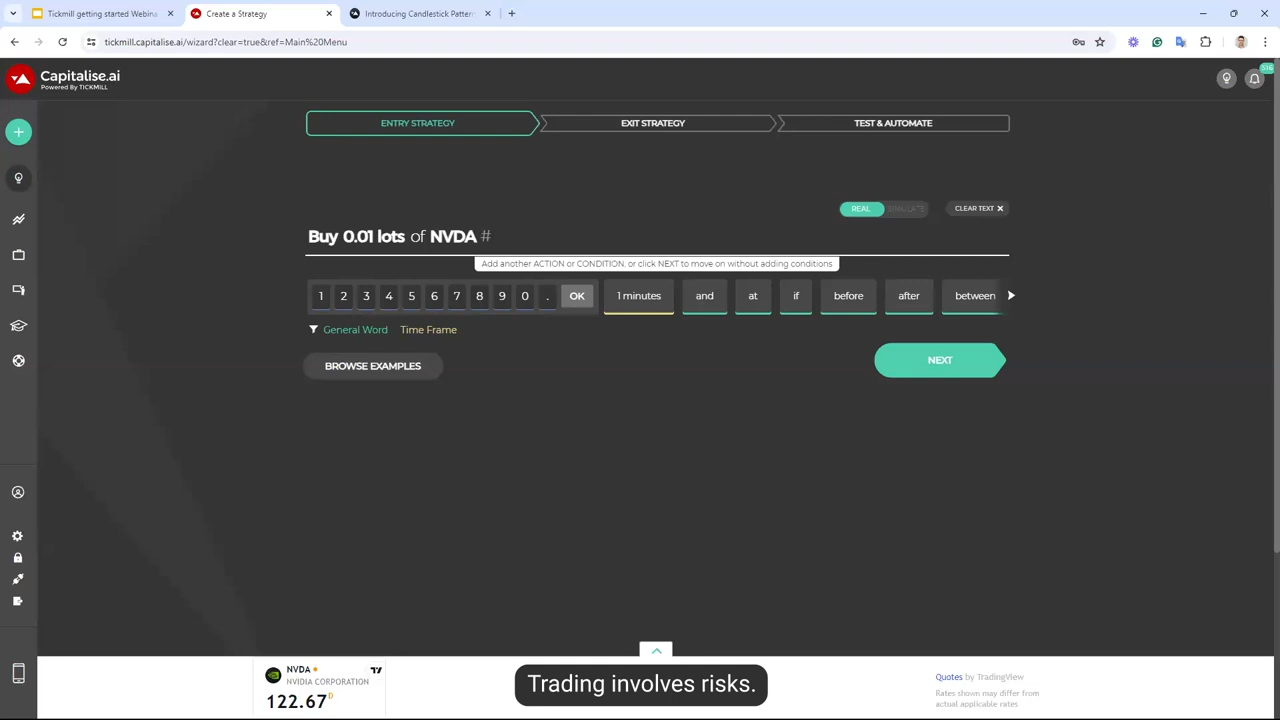 Tickmill getting started Webina
Create a Strategy
Introducing Candlestick Pattern
tickmill.capitalise.ai/wizard?clear=true&ref=Main%20Menu
Capitalise.ai
Powered By TICKMILL
516
ENTRY STRATEGY
EXIT STRATEGY
TEST & AUTOMATE
REAL
SIMULATE
CLEAR TEXT ×
Buy 0.01 lots of NVDA #
Add another ACTION or CONDITION, or click NEXT to move on without adding conditions
1 2 3 4 5 6 7 8 9 0 . OK 1 minutes and at if before after between
General Word Time Frame
BROWSE EXAMPLES
NEXT
NVDA
NVIDIA CORPORATION
122.67 D
Trading involves risks.
Quotes by TradingView
Rates shown may differ from
actual applicable rates